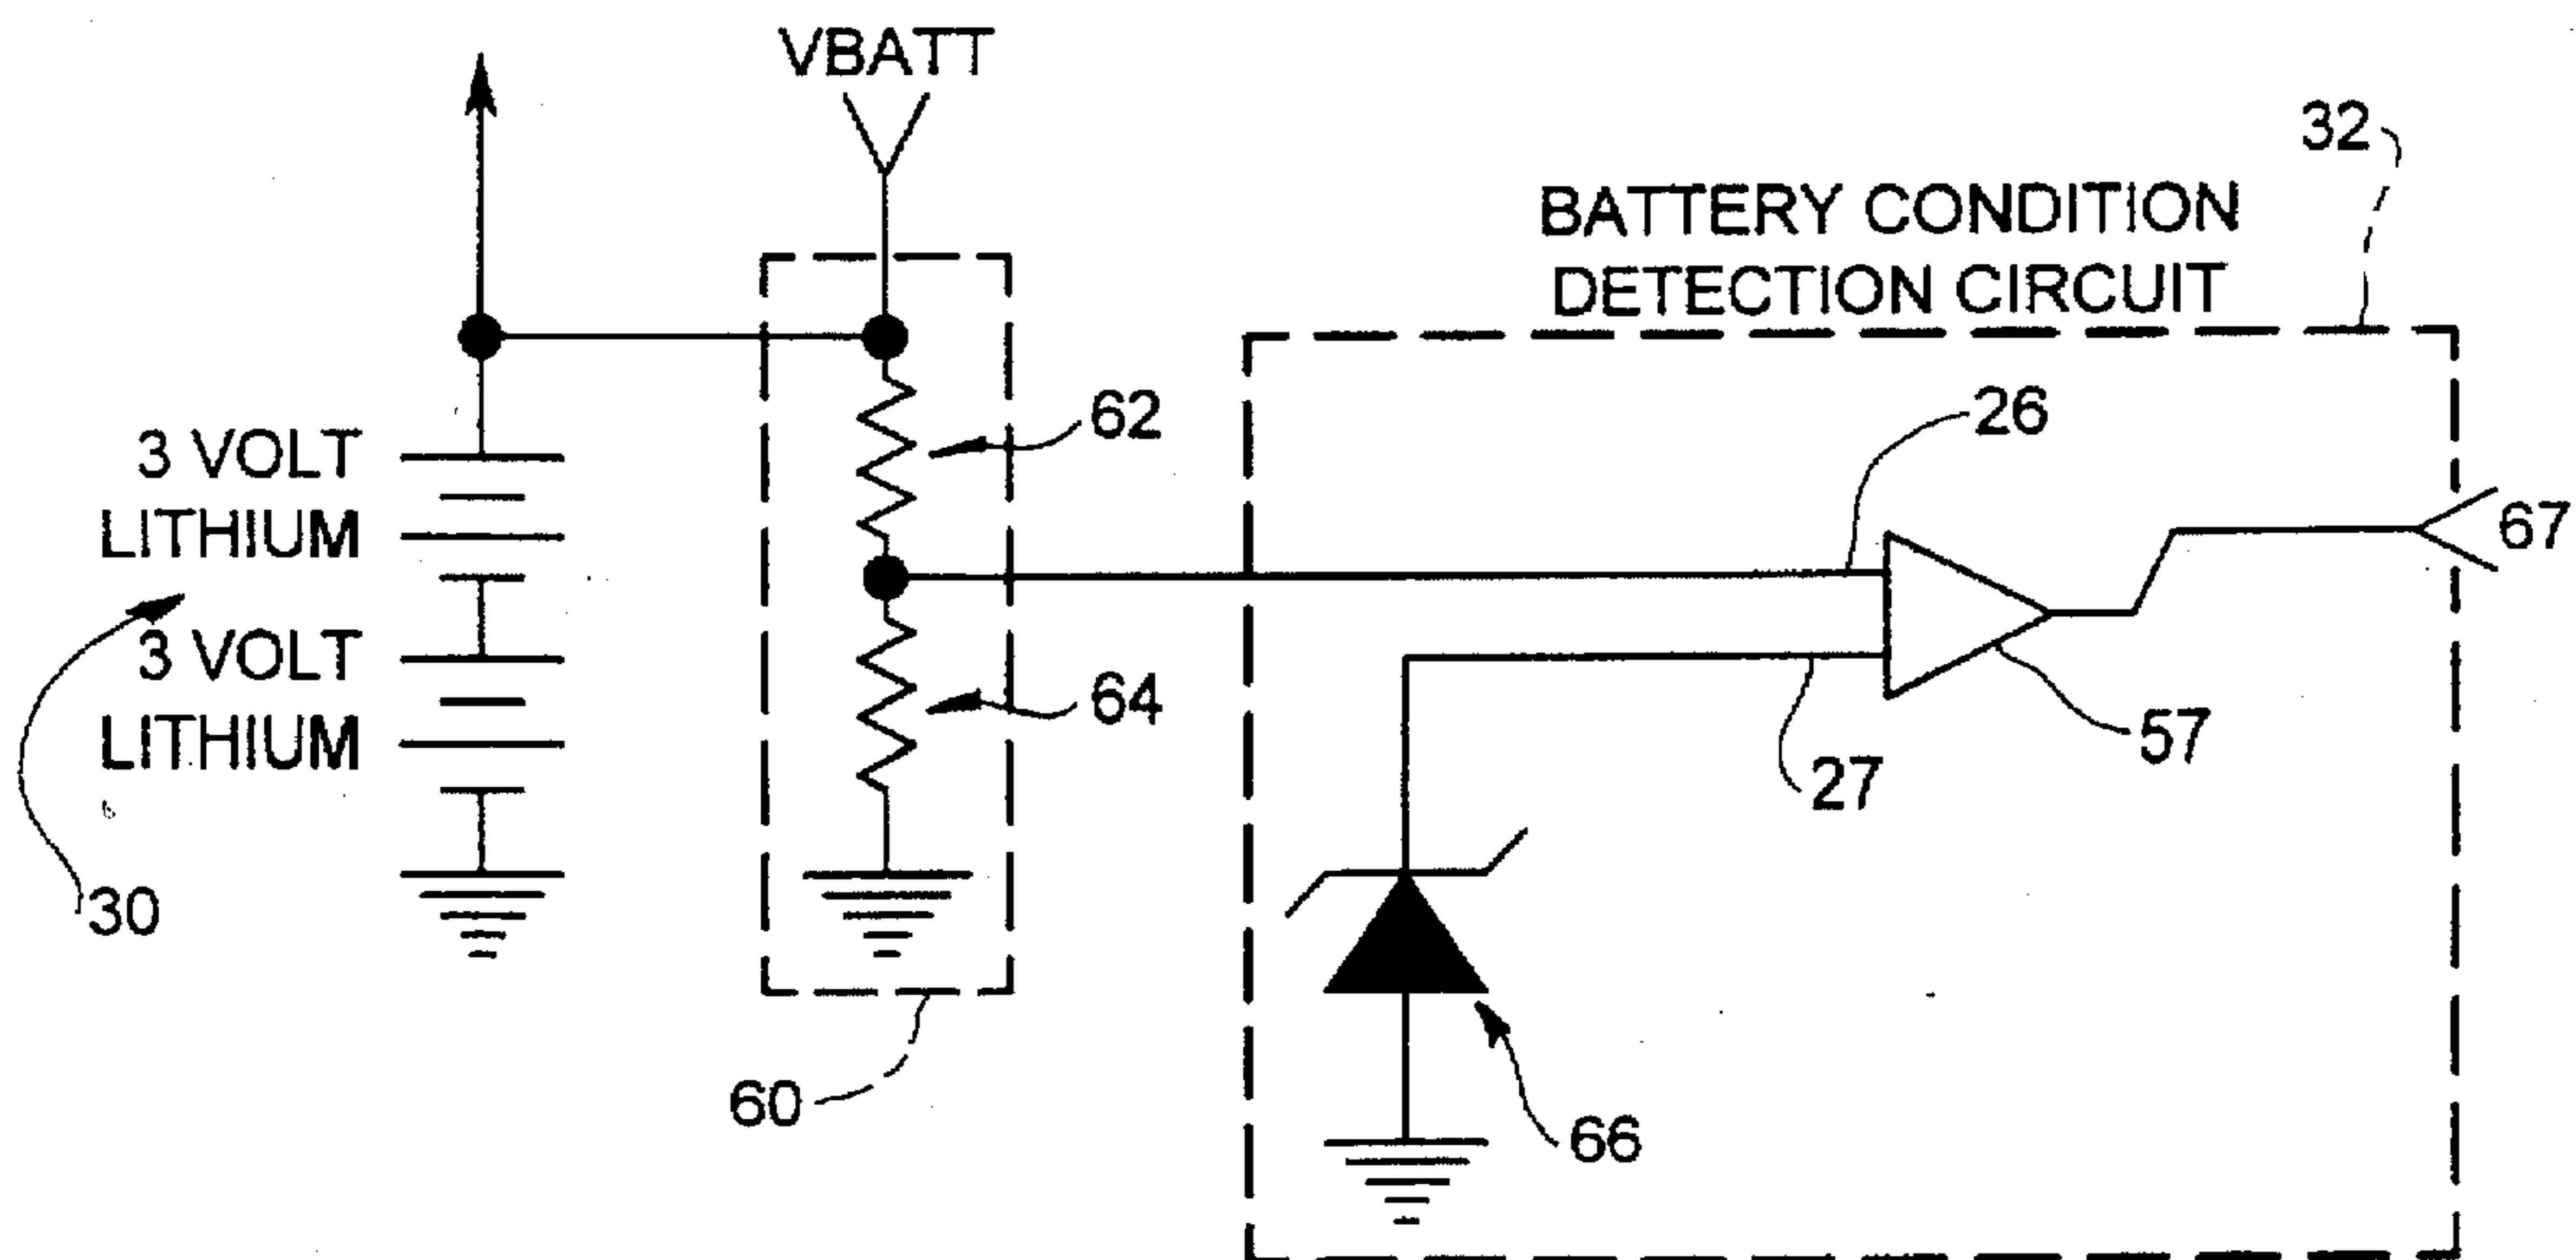 VBATT
32
BATTERY CONDITION
DETECTION CIRCUIT
3 VOLT
LITHIUM
3 VOLT
LITHIUM
30
62
64
60
26
27
57
67
66